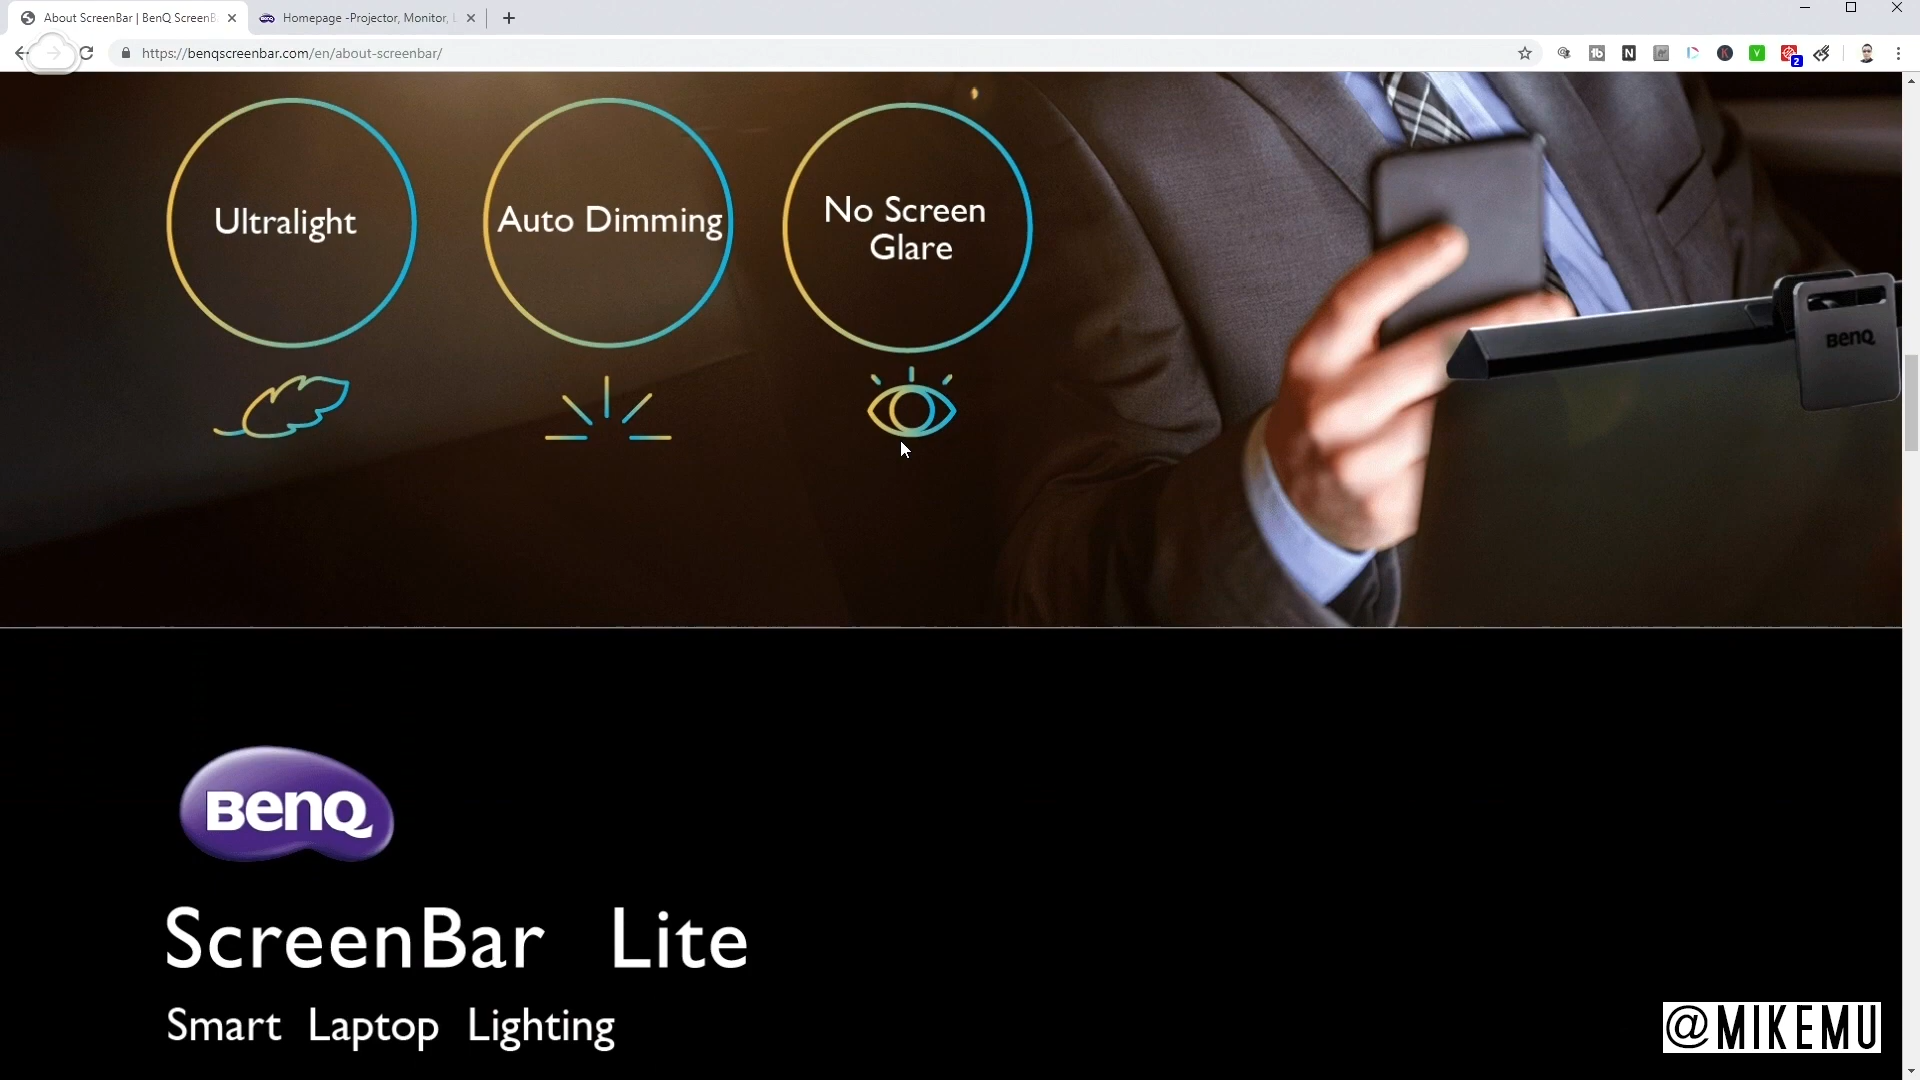 About ScreenBar | BenQ ScreenB
Homepage -Projector, Monitor,
https://benqscreenbar.com/en/about-screenbar/
2
Ultralight
Auto Dimming
No Screen
Glare
BenQ
BenQ
ScreenBar Lite
Smart Laptop Lighting
@MIKEMU